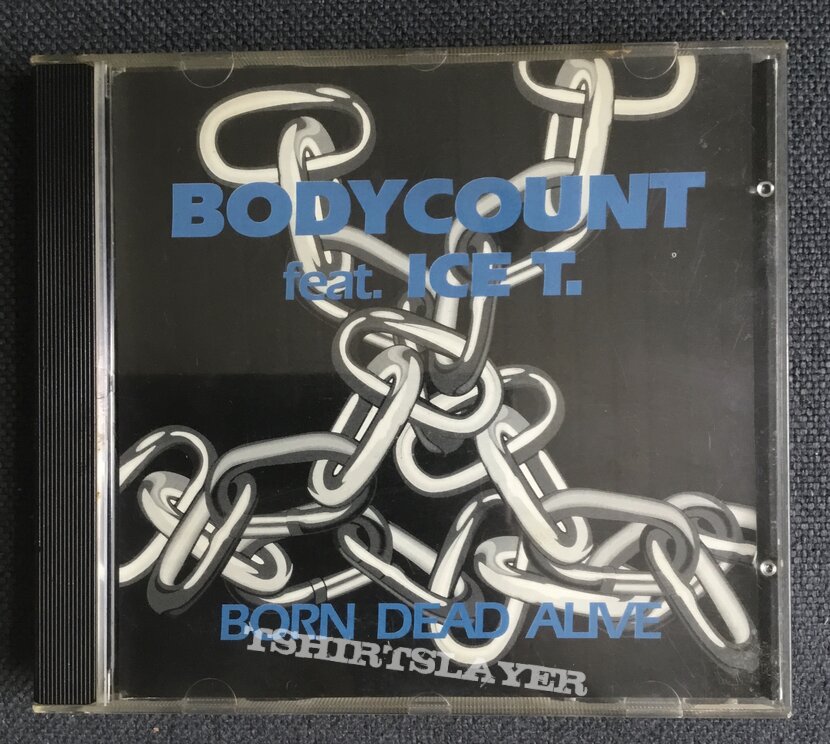 BODYCOUNT
feat. ICE T.
BORN DEAD ALIVE
TSHIRTSLAYER